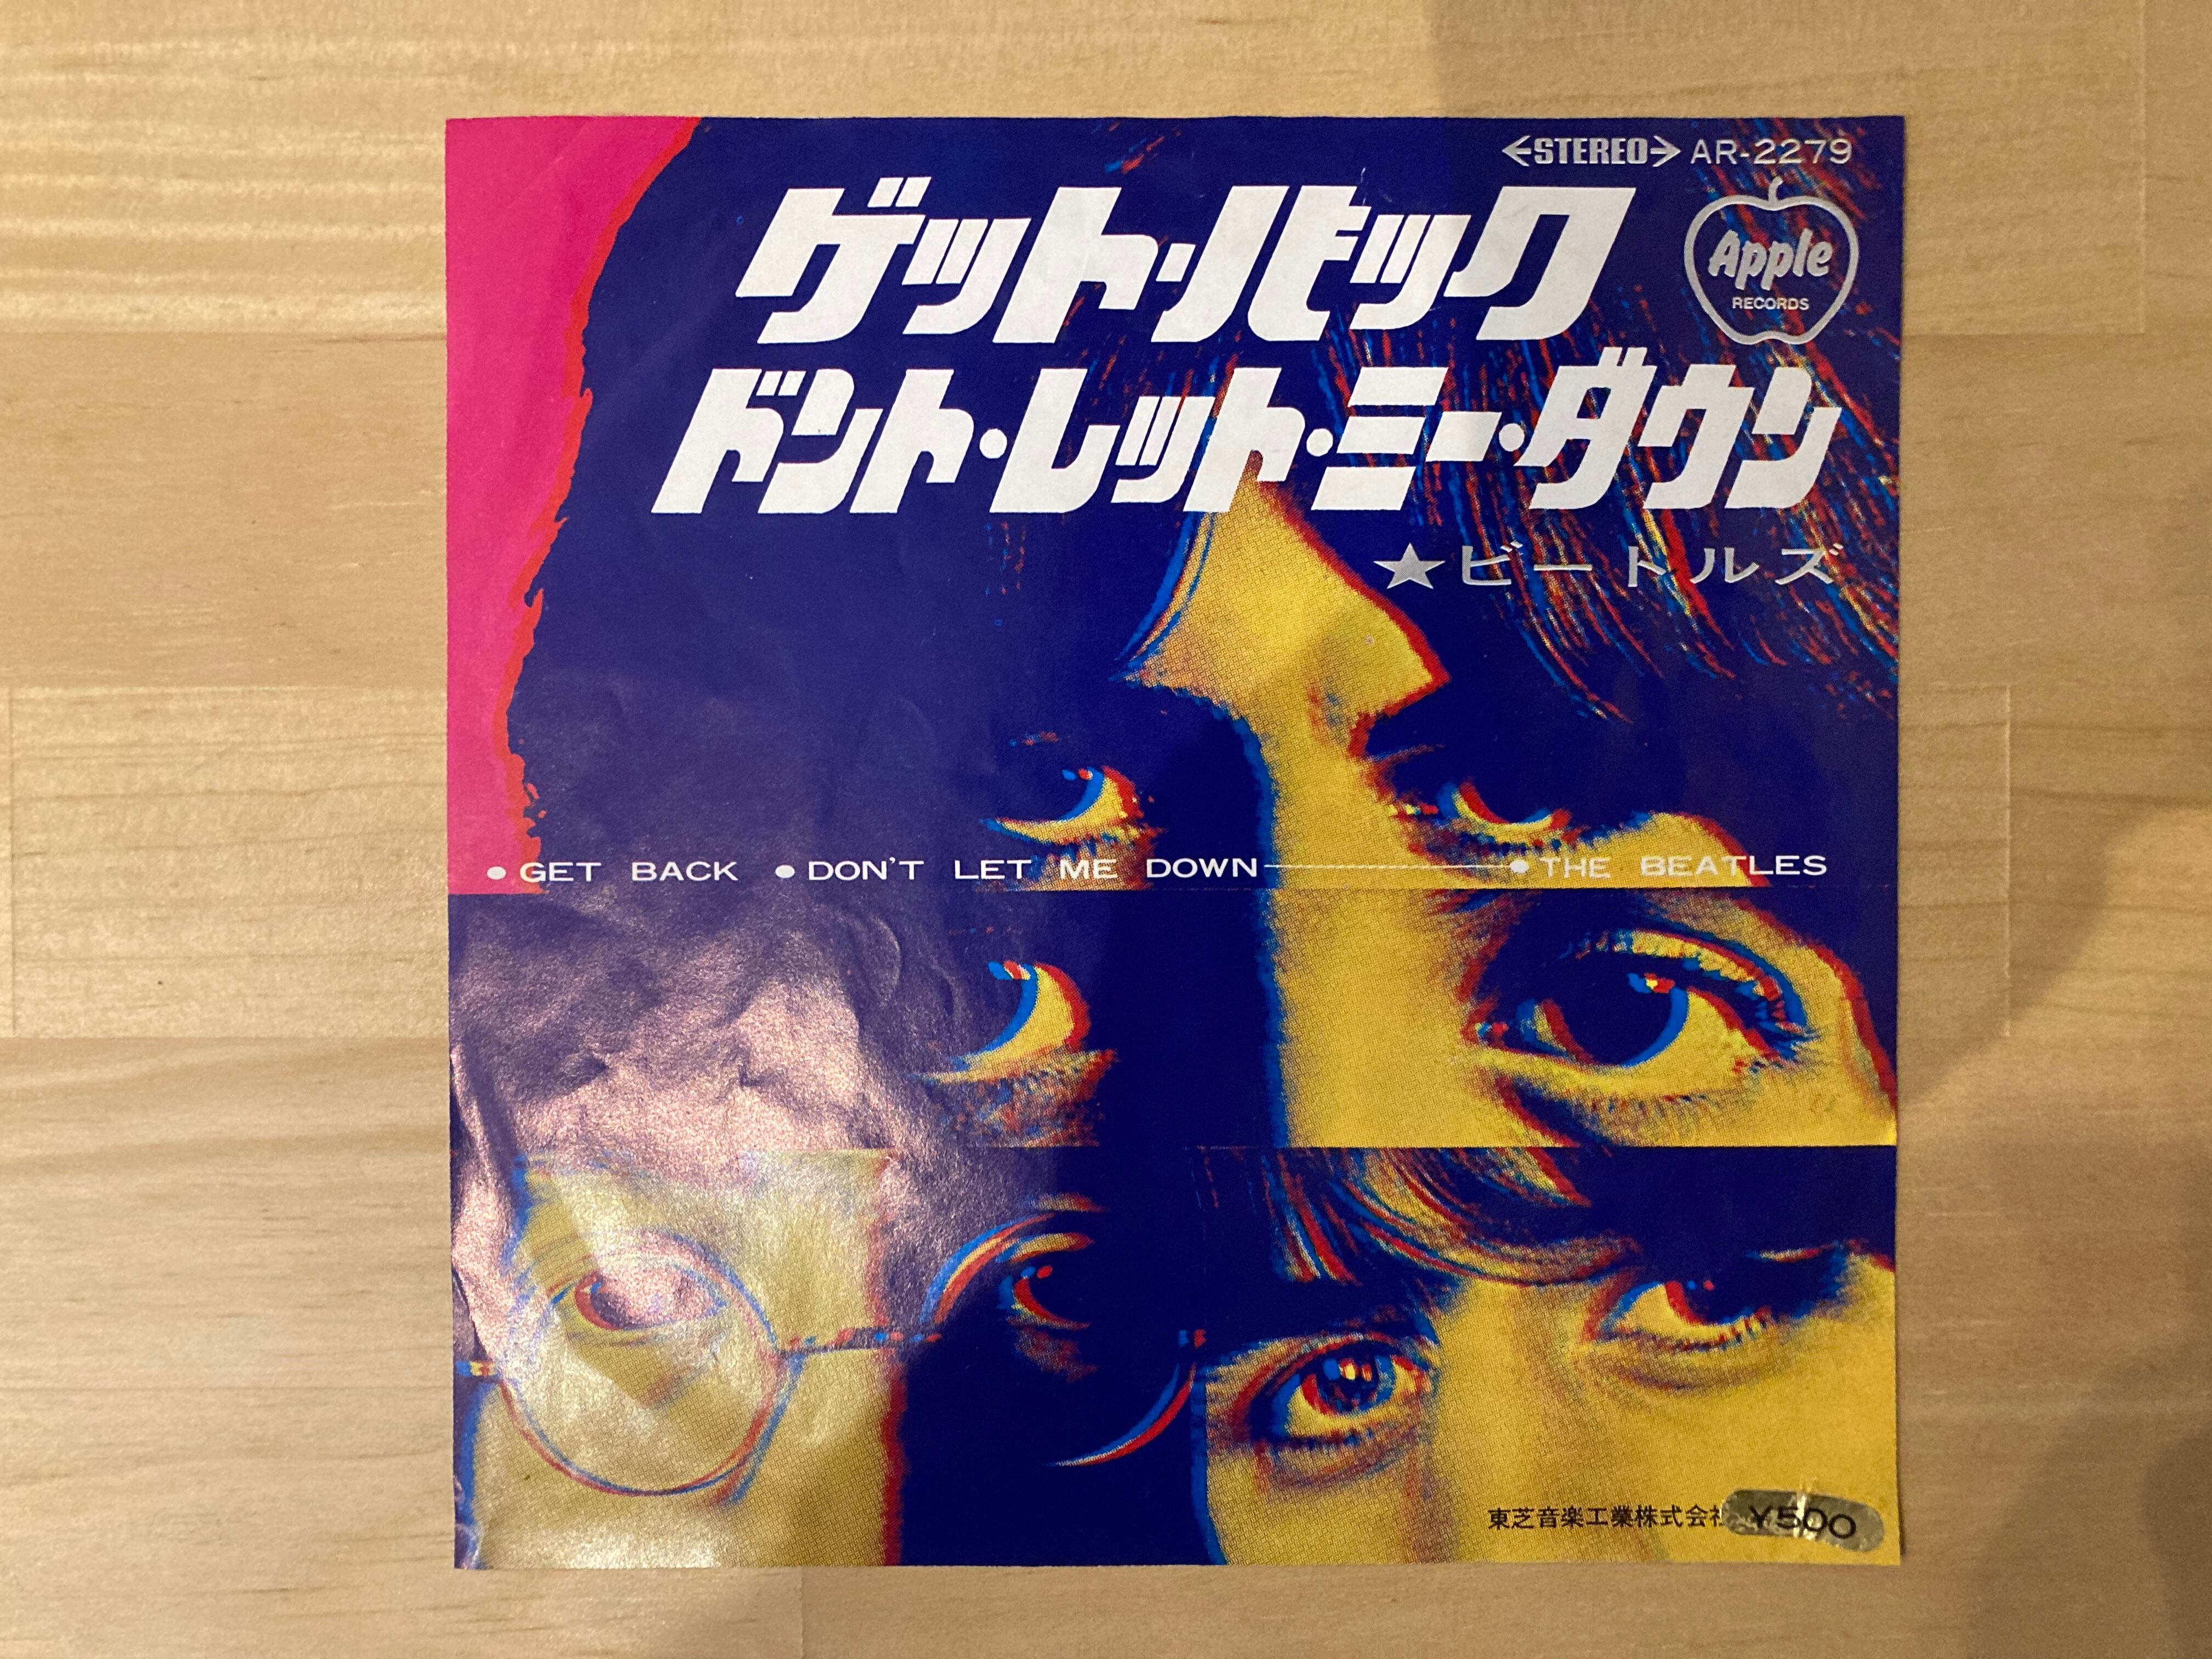 ←STEREO→ AR-2279
ゲット・バック
Apple
RECORDS
ドント・レット・ミー・ダウン
★ビートルズ
●GET BACK ●DON'T LET ME DOWN ●THE BEATLES
東芝音楽工業株式会社 ¥500